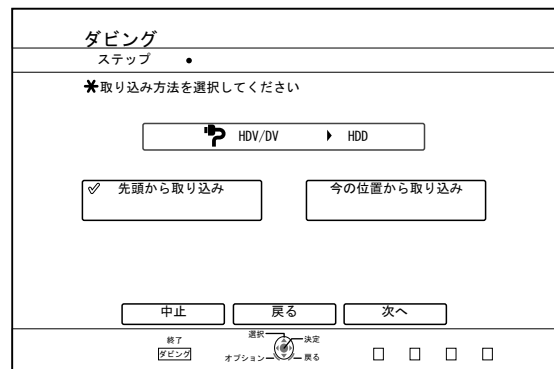 ダビング
ステップ
取り込み方法を選択してください
HDV/DV HDD
先頭から取り込み 今の位置から取り込み
中止 戻る 次へ
終了
ダビング
選択 決定
オプション 戻る